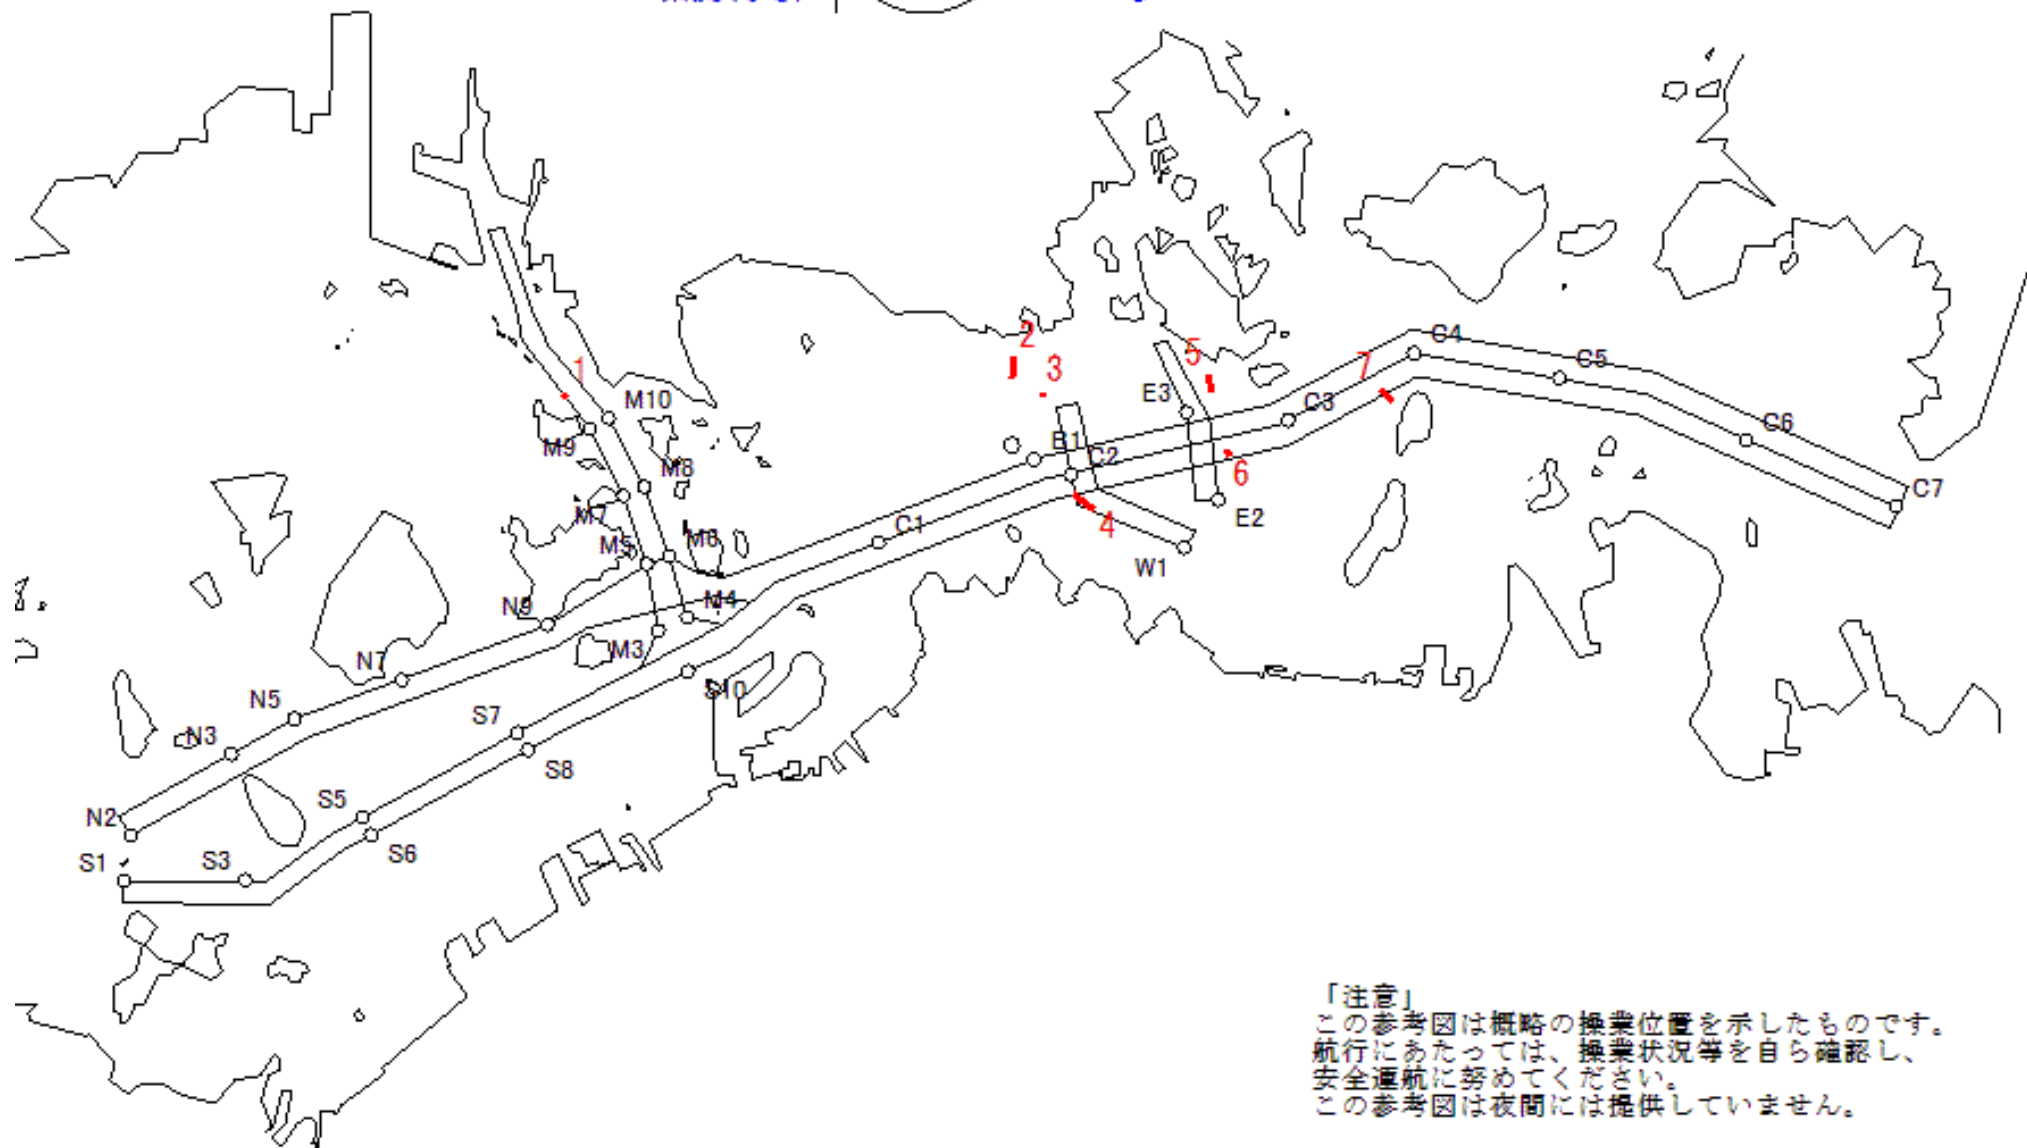 2
C4
1
5
3
7
C5
M10
E3
C3
C6
M9
B1
M8
C2
6
C7
M7
4
E2
M5
M6
C1
W1
N9
M4
M3
N7
S10
N5
S7
N3
S8
S5
N2
S6
S1
S3
「注意」
この参考図は概略の操業位置を示したものです。
航行にあたっては、操業状況等を自ら確認し、
安全運航に努めてください。
この参考図は夜間には提供していません。